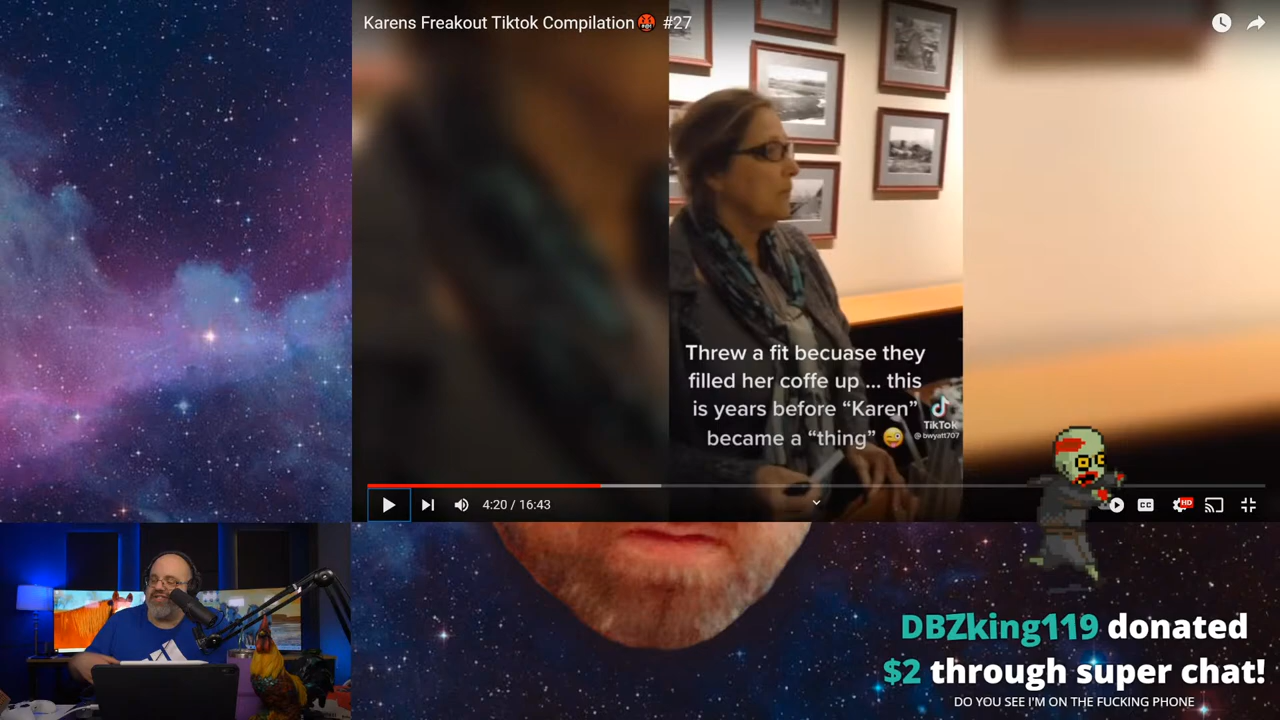 Karens Freakout Tiktok Compilation🤬 #27
Threw a fit becuase they
filled her coffe up ... this
is years before “Karen”
became a “thing” 😜
TikTok
@bwyatt707
4:20 / 16:43
CC
HD
DBZking119 donated
$2 through super chat!
DO YOU SEE I'M ON THE FUCKING PHONE